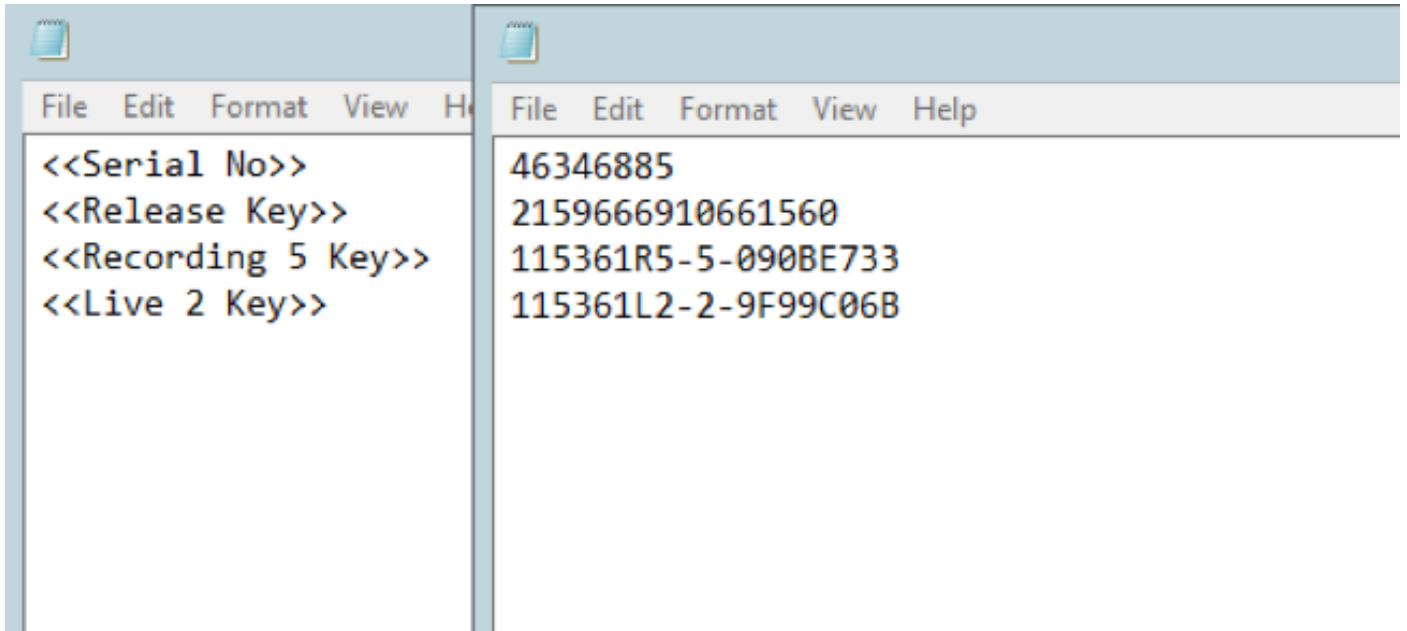 File Edit Format View He
<<Serial No>>
<<Release Key>>
<<Recording 5 Key>>
<<Live 2 Key>>
File Edit Format View Help
46346885
2159666910661560
115361R5-5-090BE733
115361L2-2-9F99C06B